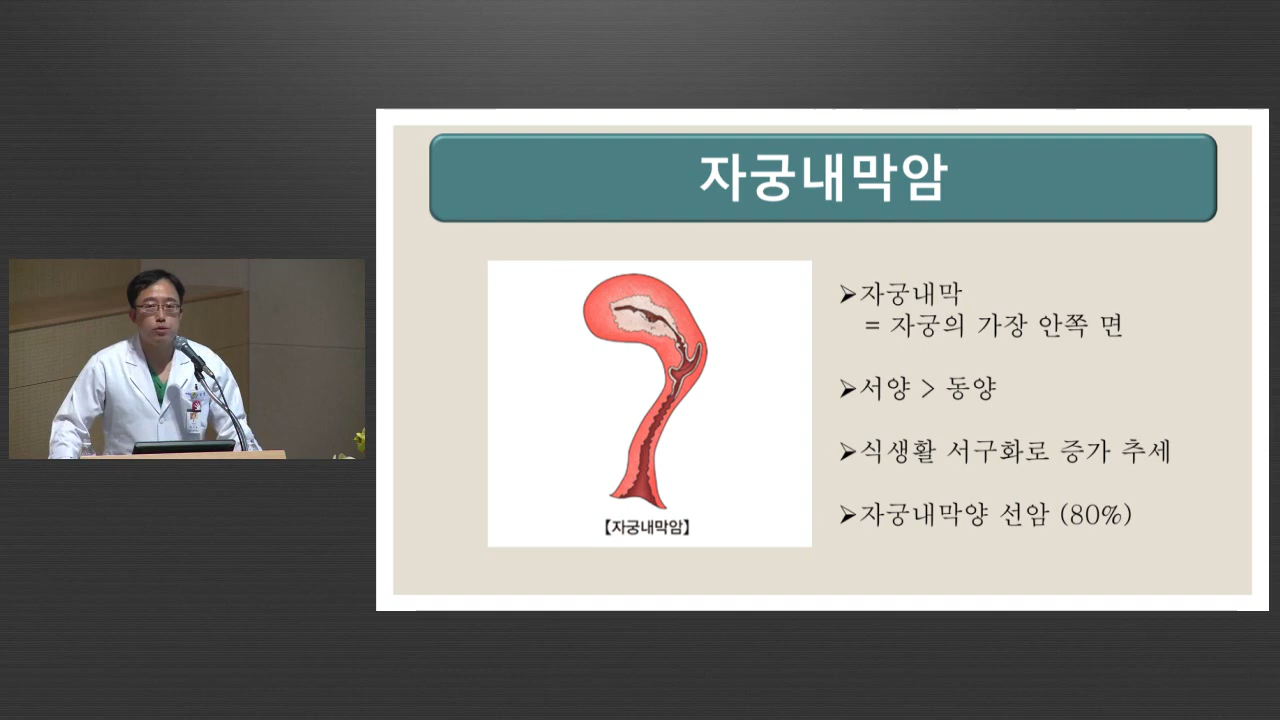 자궁내막암
➢자궁내막
= 자궁의 가장 안쪽 면
➢서양 > 동양
➢식생활 서구화로 증가 추세
➢자궁내막양 선암 (80%)
【자궁내막암】